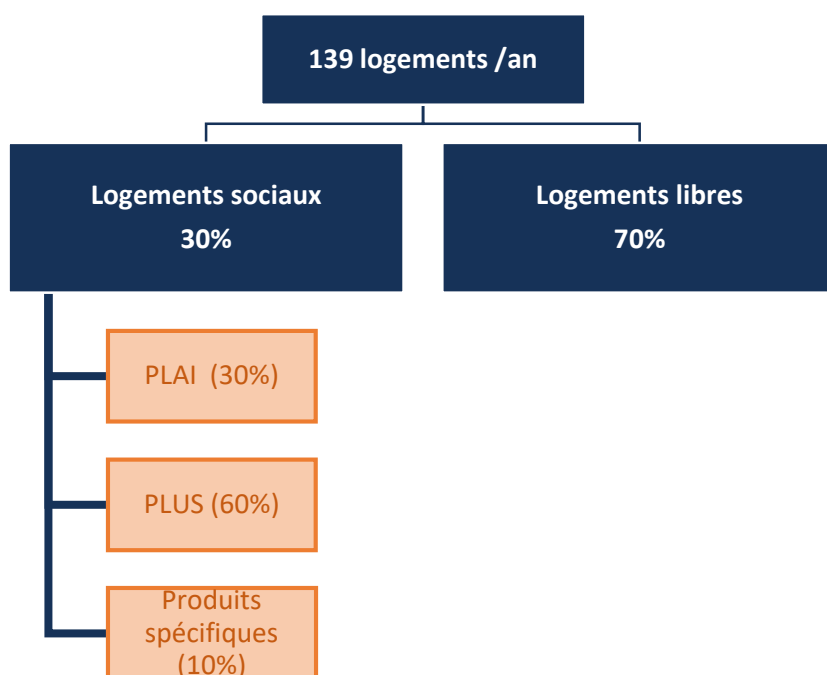 139 logements /an
Logements sociaux
30%
Logements libres
70%
PLAI (30%)
PLUS (60%)
Produits
spécifiques
(10%)